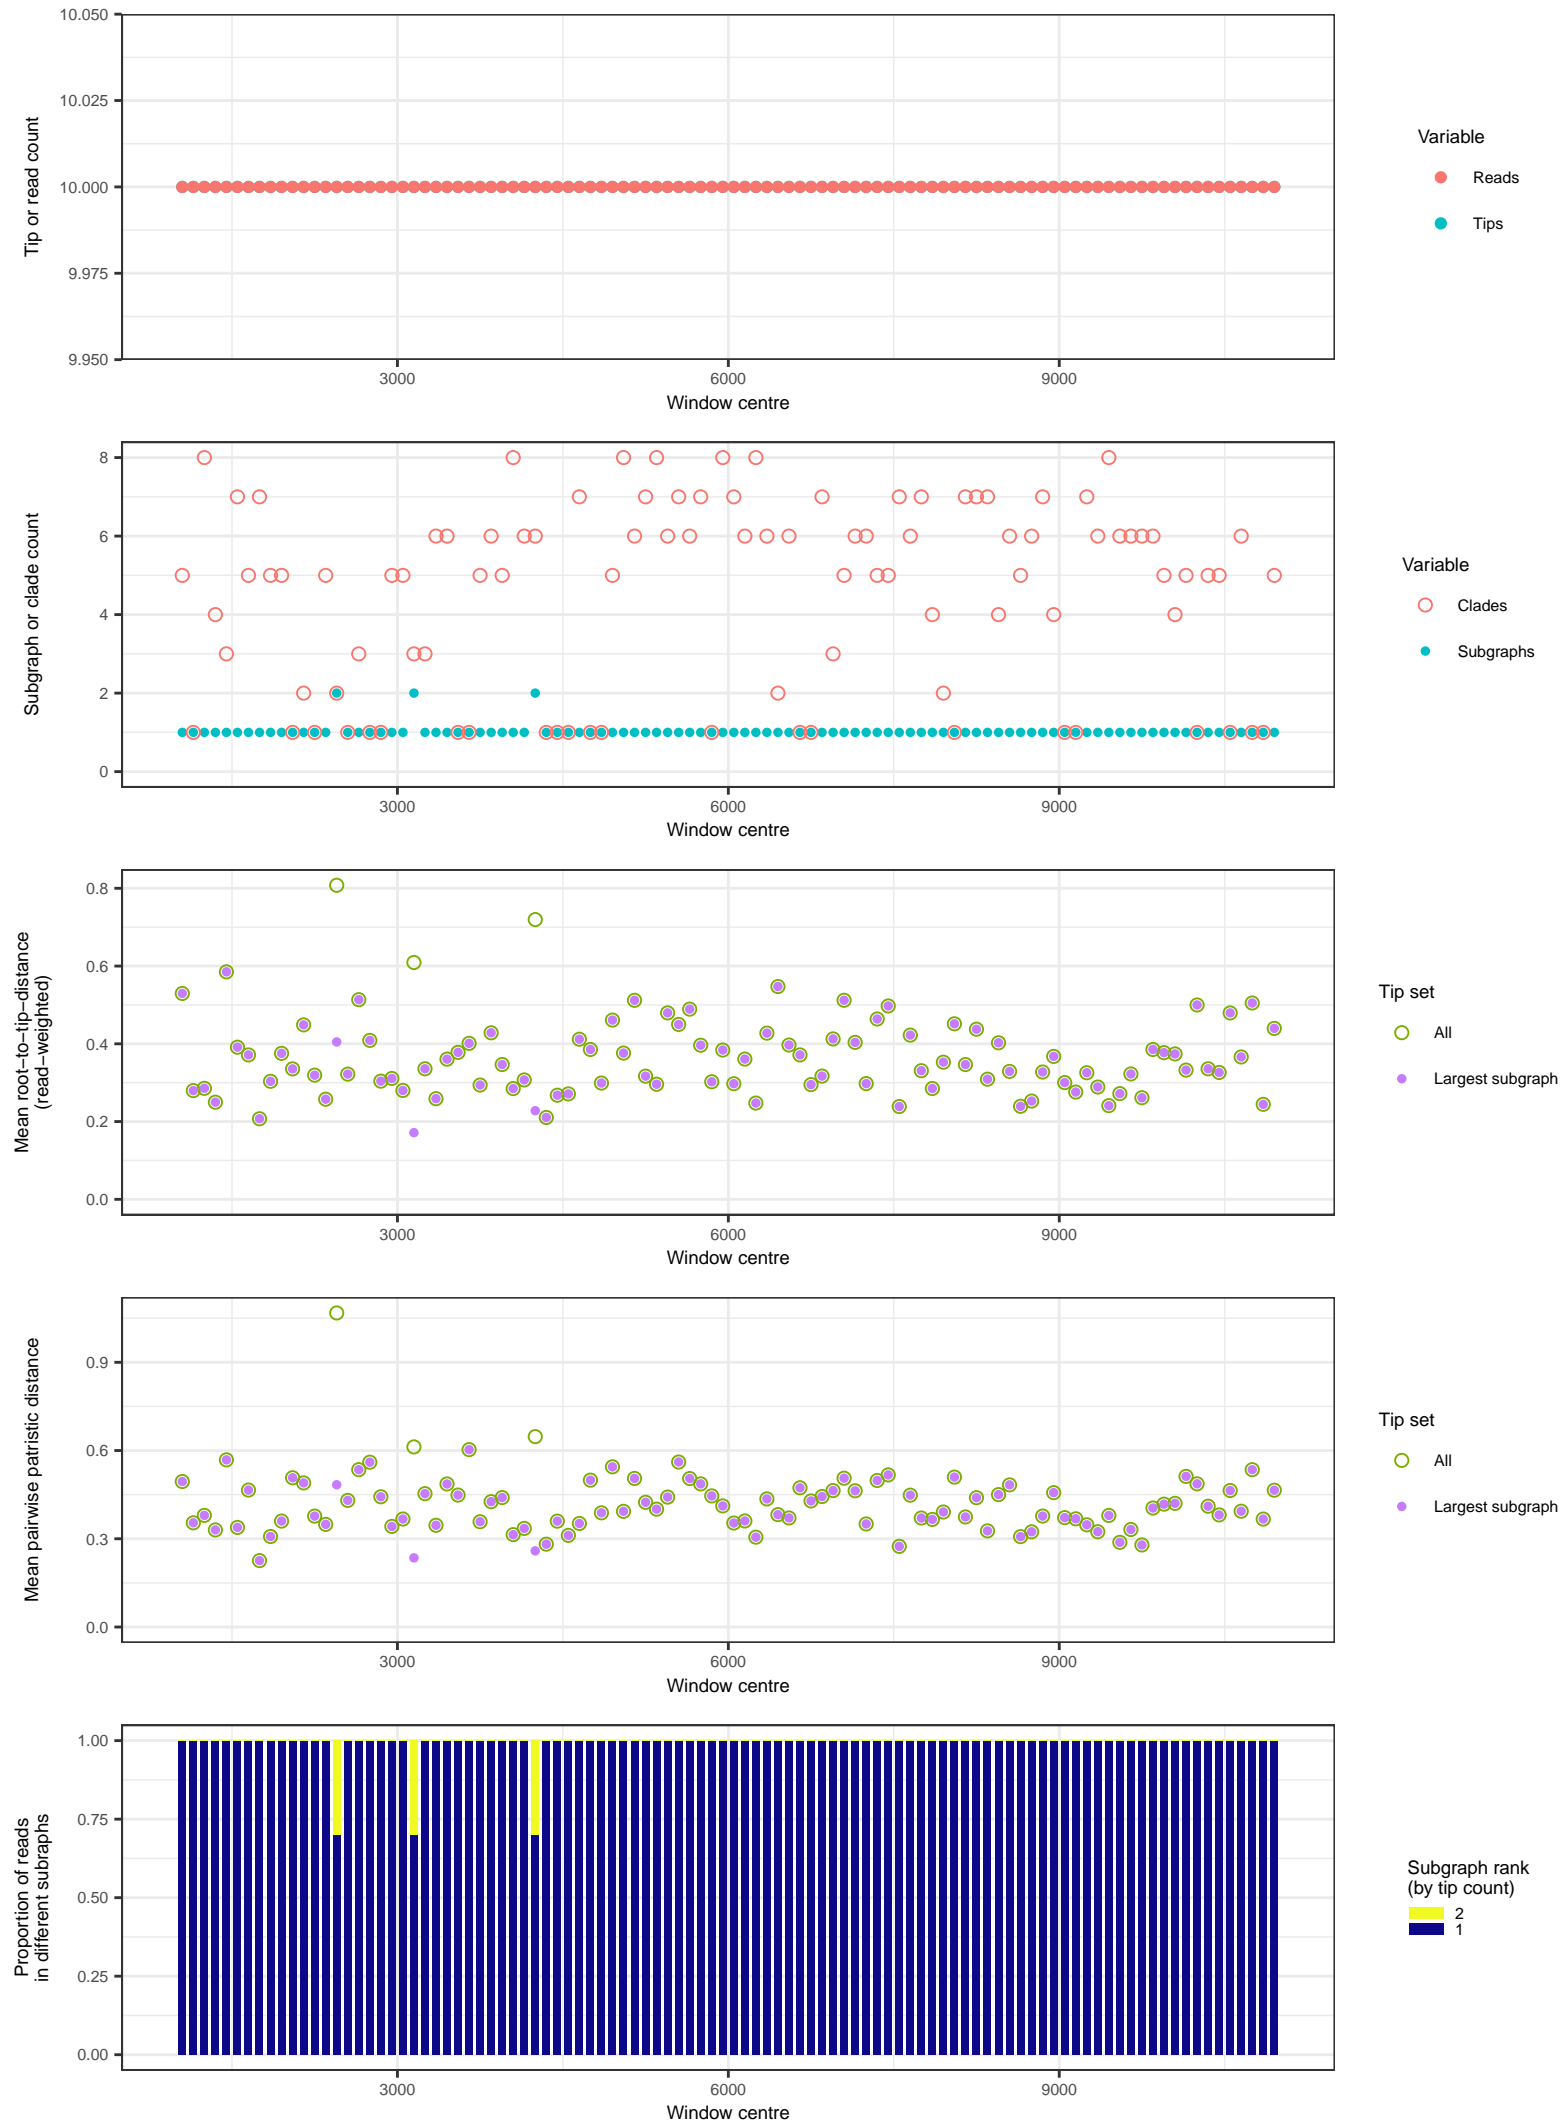 10.050
10.025
10.000
9.975
9.950
Tip or read count
3000
6000
9000
Window centre
Variable
Reads
Tips
8
6
4
2
0
Subgraph or clade count
3000
6000
9000
Window centre
Variable
Clades
Subgraphs
0.8
0.6
0.4
0.2
0.0
Mean root−to−tip−distance
(read−weighted)
3000
6000
9000
Window centre
Tip set
All
Largest subgraph
0.9
0.6
0.3
0.0
Mean pairwise patristic distance
3000
6000
9000
Window centre
Tip set
All
Largest subgraph
1.00
0.75
0.50
0.25
0.00
Proportion of reads
in different subraphs
3000
6000
9000
Window centre
Subgraph rank
(by tip count)
2
1